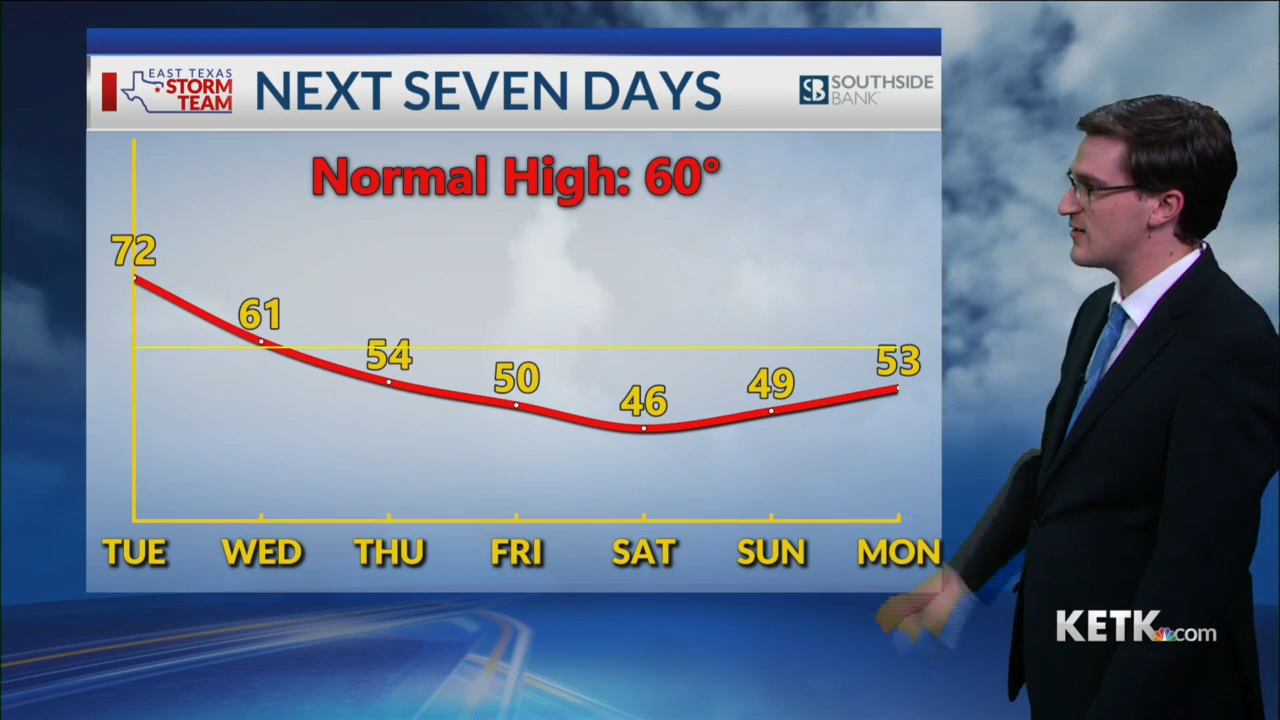 EAST TEXAS
STORM
TEAM
NEXT SEVEN DAYS
SOUTHSIDE
BANK
Normal High: 60°
72
61
54
50
46
49
53
TUE WED THU FRI SAT SUN MON
KETK.com